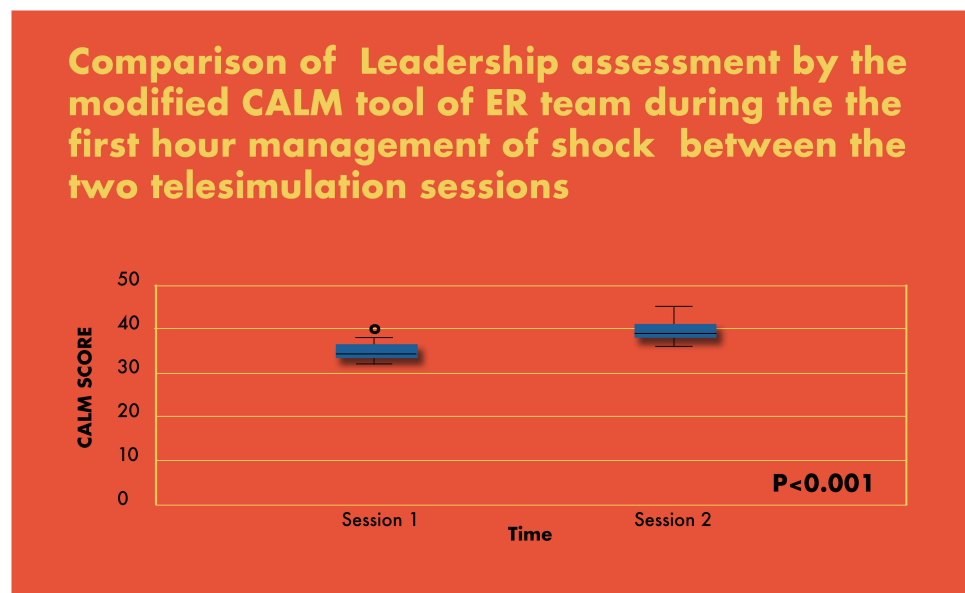 Comparison of  Leadership assessment by the
modified CALM tool of ER team during the the
first hour management of shock  between the
two telesimulation sessions
50
40
30
20
10
0
CALM SCORE
P<0.001
Session 1
Session 2
Time